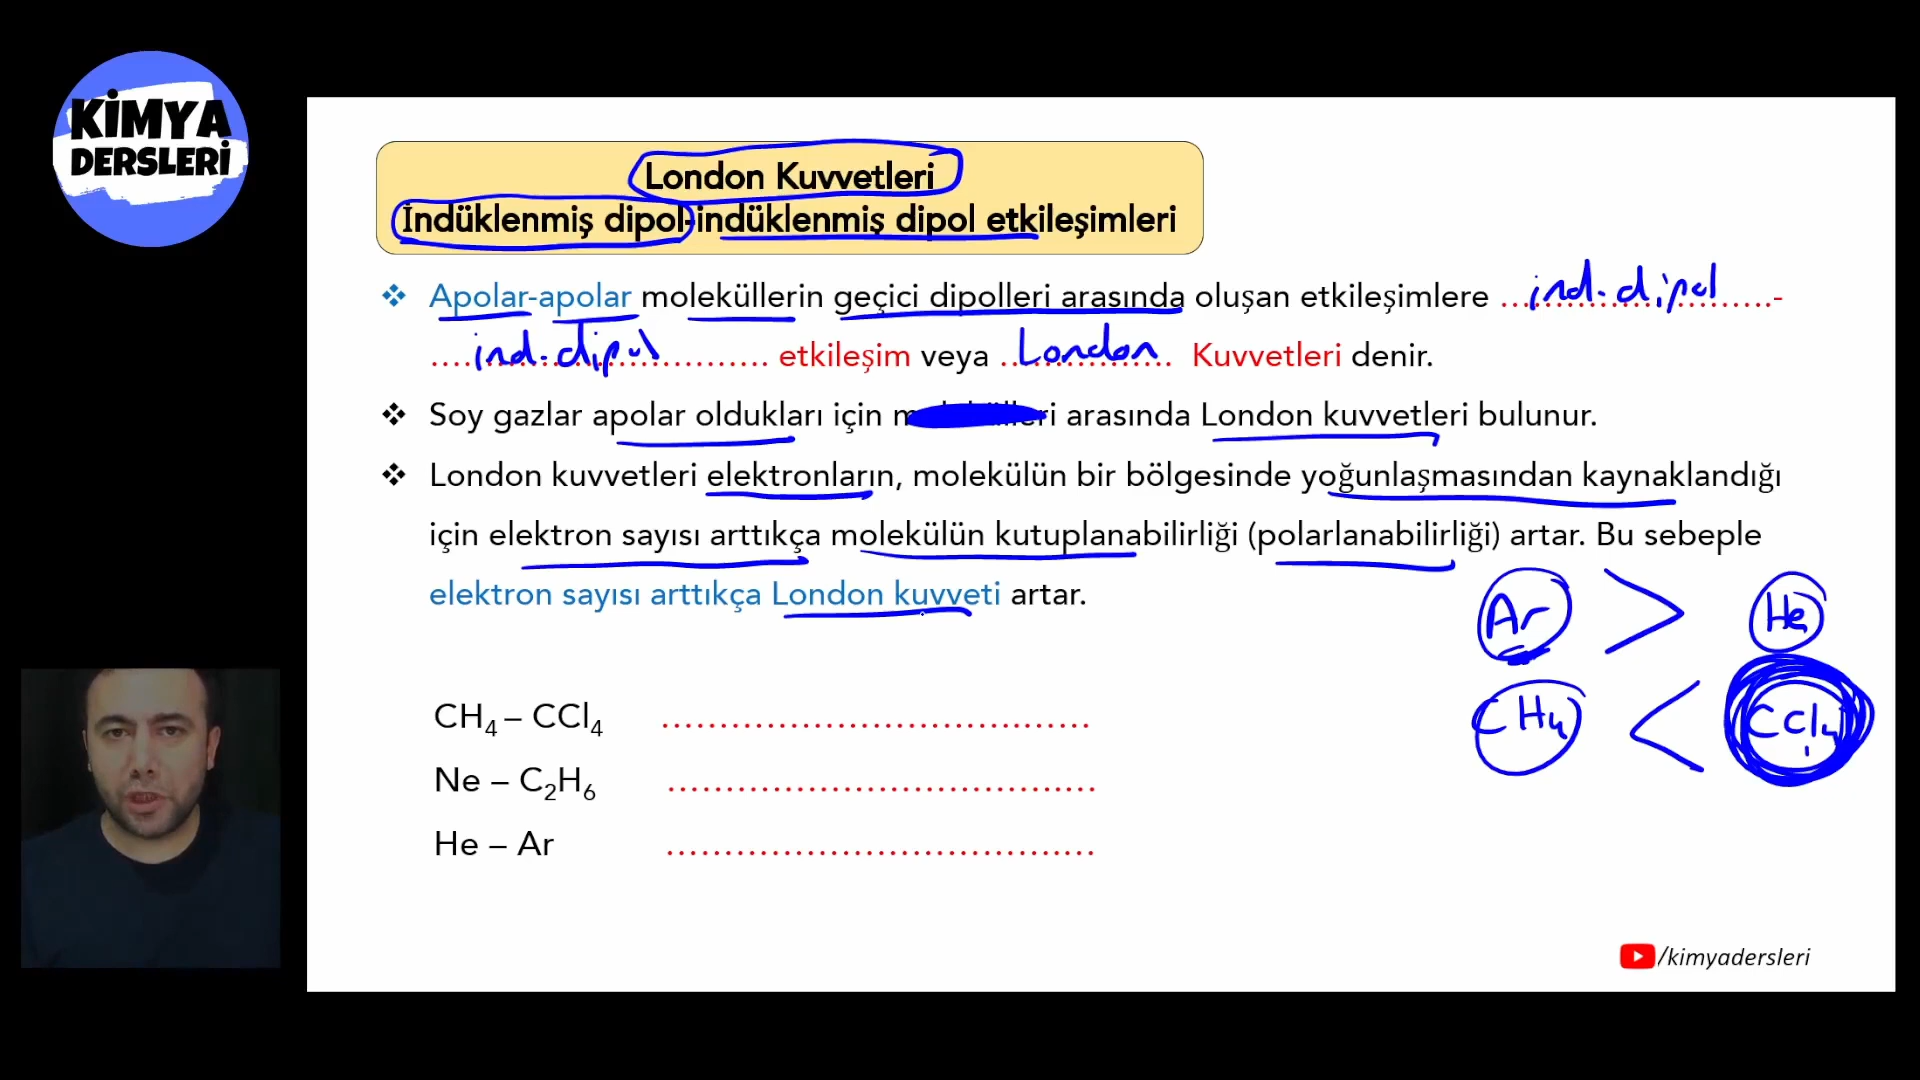 KİMYA
DERSLERİ
London Kuvvetleri
İndüklenmiş dipol-indüklenmiş dipol etkileşimleri
Apolar-apolar moleküllerin geçici dipolleri arasında oluşan etkileşimlere ...ind. dipol...-
...ind. dipol... etkileşim veya ...London... Kuvvetleri denir.
Soy gazlar apolar oldukları için arasında London kuvvetleri bulunur.
London kuvvetleri elektronların, molekülün bir bölgesinde yoğunlaşmasından kaynaklandığı
için elektron sayısı arttıkça molekülün kutuplanabilirliği (polarlanabilirliği) artar. Bu sebeple
elektron sayısı arttıkça London kuvveti artar.
Ar > He
CH4 < CCl4
CH4 – CCl4 ....................................
Ne – C2H6 ....................................
He – Ar ....................................
/kimyadersleri